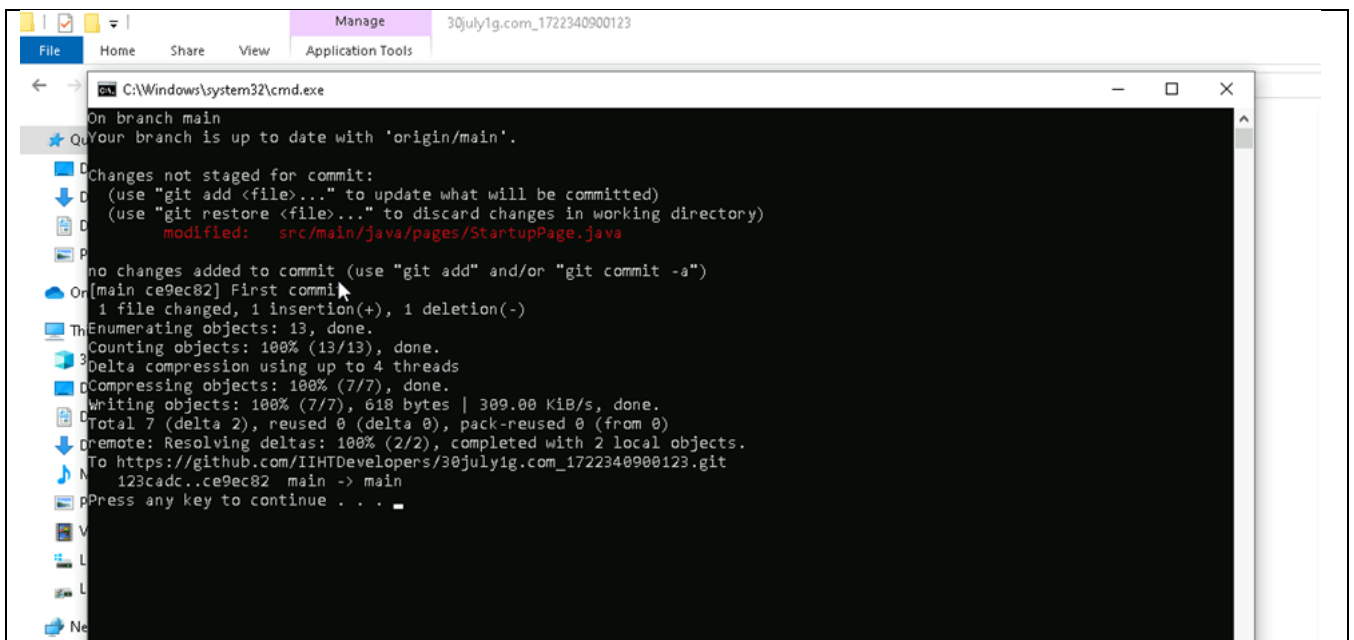 Manage
30july1g.com_1722340900123
File Home Share View Application Tools
C:\Windows\system32\cmd.exe
On branch main
Your branch is up to date with 'origin/main'.
Changes not staged for commit:
(use "git add <file>..." to update what will be committed)
(use "git restore <file>..." to discard changes in working directory)
modified: src/main/java/pages/StartupPage.java
no changes added to commit (use "git add" and/or "git commit -a")
[main ce9ec82] First commit
1 file changed, 1 insertion(+), 1 deletion(-)
Enumerating objects: 13, done.
Counting objects: 100% (13/13), done.
Delta compression using up to 4 threads
Compressing objects: 100% (7/7), done.
Writing objects: 100% (7/7), 618 bytes | 309.00 KiB/s, done.
Total 7 (delta 2), reused 0 (delta 0), pack-reused 0 (from 0)
remote: Resolving deltas: 100% (2/2), completed with 2 local objects.
To https://github.com/IIHTDevelopers/30july1g.com_1722340900123.git
123cadc..ce9ec82 main -> main
Press any key to continue . . .